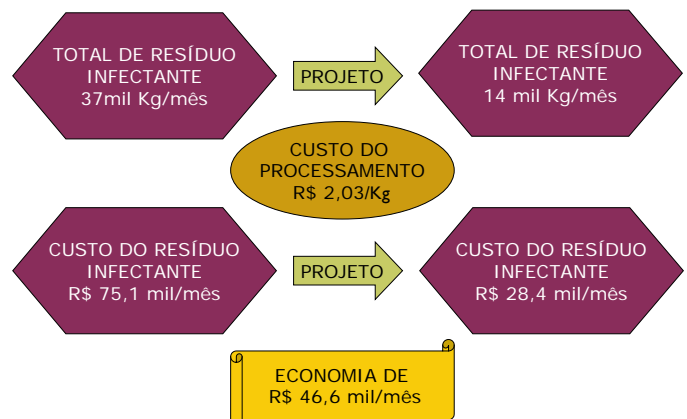 TOTAL DE RESÍDUO
INFECTANTE
37mil Kg/mês
PROJETO
TOTAL DE RESÍDUO
INFECTANTE
14 mil Kg/mês
CUSTO DO
PROCESSAMENTO
R$ 2,03/Kg
CUSTO DO RESÍDUO
INFECTANTE
R$ 75,1 mil/mês
PROJETO
CUSTO DO RESÍDUO
INFECTANTE
R$ 28,4 mil/mês
ECONOMIA DE
R$ 46,6 mil/mês